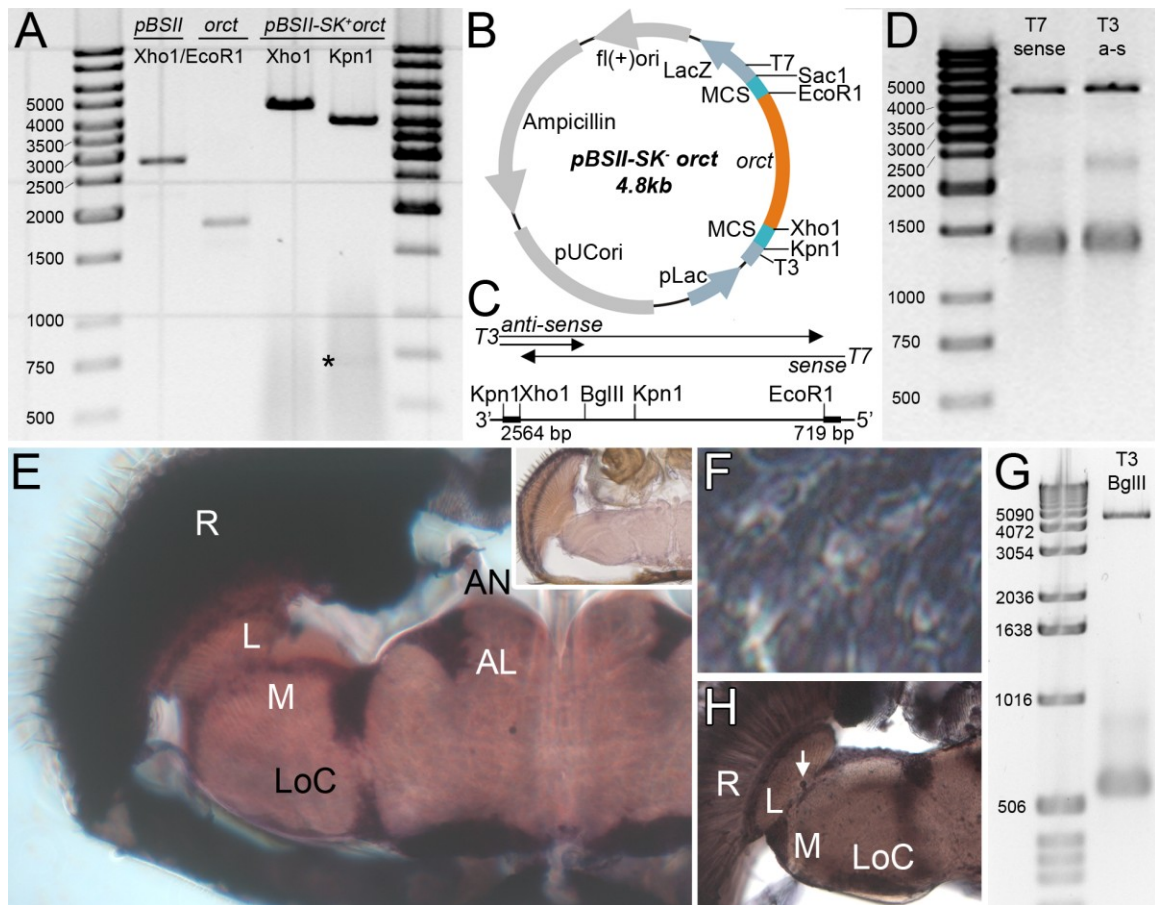 A
pBSII orct pBSII-SK+orct
Xho1/EcoR1 Xho1 Kpn1
5000
4000
3500
3000
2500
2000
1500
1000
750
500
*
B
fl(+)ori
LacZ
T7
Sac1
MCS
EcoR1
Ampicillin
pBSII-SK- orct
4.8kb
orct
MCS
Xho1
Kpn1
T3
pUCori
pLac
C
T3 anti-sense
sense T7
Kpn1 Xho1 BglII Kpn1 EcoR1
3' 5'
2564 bp 719 bp
D
T7 T3
sense a-s
5000
4000
3500
3000
2500
2000
1500
1000
750
500
E
R
AN
L
AL
M
LoC
F
G
T3
BglII
5090
4072
3054
2036
1638
1016
506
H
R
L
M
LoC